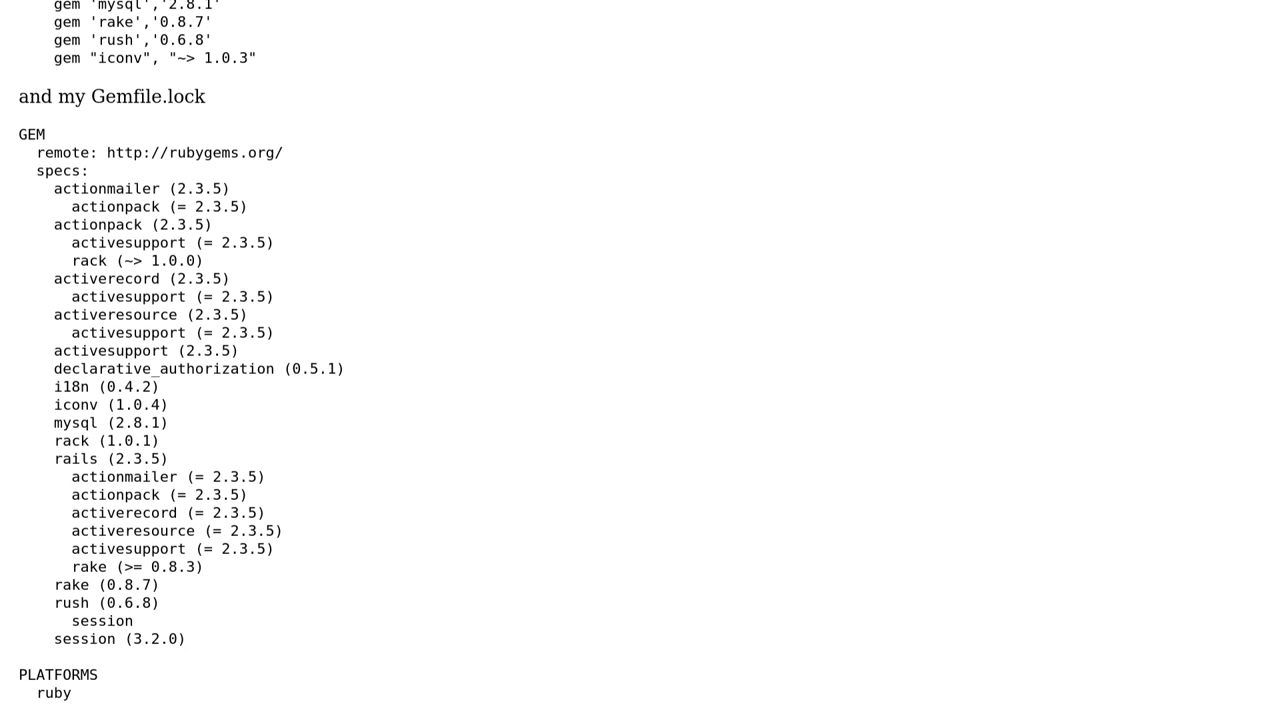 gem 'mysql','2.8.1'
gem 'rake','0.8.7'
gem 'rush','0.6.8'
gem "iconv", "~> 1.0.3"
and my Gemfile.lock
GEM
remote: http://rubygems.org/
specs:
actionmailer (2.3.5)
actionpack (= 2.3.5)
actionpack (2.3.5)
activesupport (= 2.3.5)
rack (~> 1.0.0)
activerecord (2.3.5)
activesupport (= 2.3.5)
activeresource (2.3.5)
activesupport (= 2.3.5)
activesupport (2.3.5)
declarative_authorization (0.5.1)
i18n (0.4.2)
iconv (1.0.4)
mysql (2.8.1)
rack (1.0.1)
rails (2.3.5)
actionmailer (= 2.3.5)
actionpack (= 2.3.5)
activerecord (= 2.3.5)
activeresource (= 2.3.5)
activesupport (= 2.3.5)
rake (>= 0.8.3)
rake (0.8.7)
rush (0.6.8)
session
session (3.2.0)
PLATFORMS
ruby